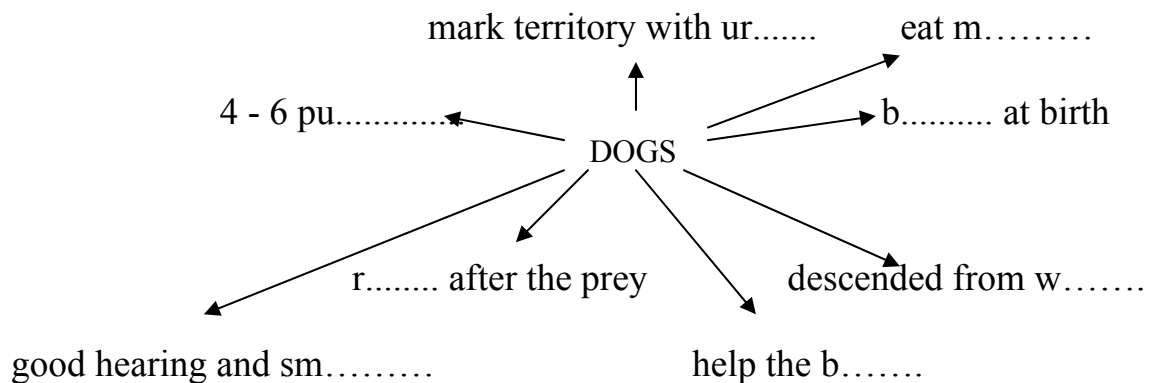 mark territory with ur....... eat m………
4 - 6 pu............. b.......... at birth
DOGS
r........ after the prey descended from w…….
good hearing and sm……… help the b…….